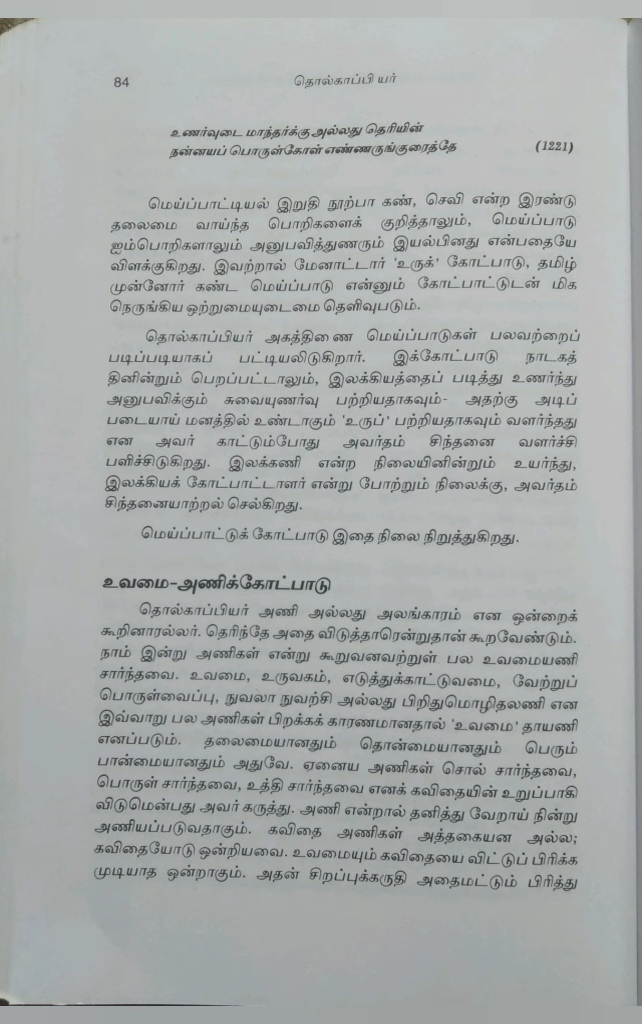 84
தொல்காப்பி யர்
உணர்வுடை மாந்தர்க்கு அல்லது தெரியின்
நன்னயப் பொருள்கோள் எண்ணருங்குரைத்தே (1221)
மெய்ப்பாட்டியல் இறுதி நூற்பா கண், செவி என்ற இரண்டு
தலைமை வாய்ந்த பொறிகளைக் குறித்தாலும், மெய்ப்பாடு
ஐம்பொறிகளாலும் அனுபவித்துணரும் இயல்பினது என்பதையே
விளக்குகிறது. இவற்றால் மேனாட்டார் 'உருக்' கோட்பாடு, தமிழ்
முன்னோர் கண்ட மெய்ப்பாடு என்னும் கோட்பாட்டுடன் மிக
நெருங்கிய ஒற்றுமையுடைமை தெளிவுபடும்.
தொல்காப்பியர் அகத்திணை மெய்ப்பாடுகள் பலவற்றைப்
படிப்படியாகப் பட்டியலிடுகிறார். இக்கோட்பாடு நாடகத்
தினின்றும் பெறப்பட்டாலும், இலக்கியத்தைப் படித்து உணர்ந்து
அனுபவிக்கும் சுவையுணர்வு பற்றியதாகவும்- அதற்கு அடிப்
படையாய் மனத்தில் உண்டாகும் 'உருப்' பற்றியதாகவும் வளர்ந்தது
என அவர் காட்டும்போது அவர்தம் சிந்தனை வளர்ச்சி
பளிச்சிடுகிறது. இலக்கணி என்ற நிலையினின்றும் உயர்ந்து,
இலக்கியக் கோட்பாட்டாளர் என்று போற்றும் நிலைக்கு, அவர்தம்
சிந்தனையாற்றல் செல்கிறது.
மெய்ப்பாட்டுக் கோட்பாடு இதை நிலை நிறுத்துகிறது.
உவமை-அணிக்கோட்பாடு
தொல்காப்பியர் அணி அல்லது அலங்காரம் என ஒன்றைக்
கூறினாரல்லர். தெரிந்தே அதை விடுத்தாரென்றுதான் கூறவேண்டும்.
நாம் இன்று அணிகள் என்று கூறுவனவற்றுள் பல உவமையணி
சார்ந்தவை. உவமை, உருவகம், எடுத்துக்காட்டுவமை, வேற்றுப்
பொருள்வைப்பு, நுவலா நுவற்சி அல்லது பிறிதுமொழிதலணி என
இவ்வாறு பல அணிகள் பிறக்கக் காரணமானதால் 'உவமை' தாயணி
எனப்படும். தலைமையானதும் தொன்மையானதும் பெரும்
பான்மையானதும் அதுவே. ஏனைய அணிகள் சொல் சார்ந்தவை,
பொருள் சார்ந்தவை, உத்தி சார்ந்தவை எனக் கவிதையின் உறுப்பாகி
விடுமென்பது அவர் கருத்து. அணி என்றால் தனித்து வேறாய் நின்று
அணியப்படுவதாகும். கவிதை அணிகள் அத்தகையன அல்ல;
கவிதையோடு ஒன்றியவை. உவமையும் கவிதையை விட்டுப் பிரிக்க
முடியாத ஒன்றாகும். அதன் சிறப்புக்கருதி அதைமட்டும் பிரித்து